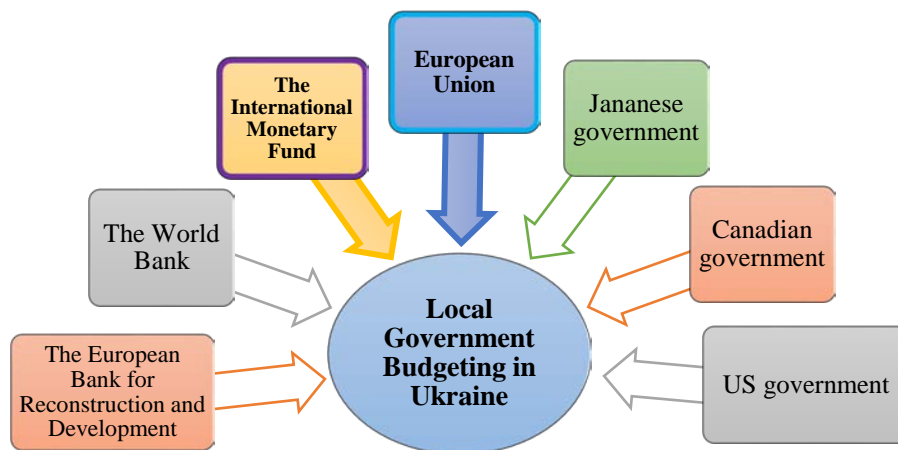 European
Union
The
International
Monetary
Fund
Jananese
government
The World
Bank
Canadian
government
Local
Government
Budgeting in
Ukraine
The European
Bank for
Reconstruction and
Development
US government